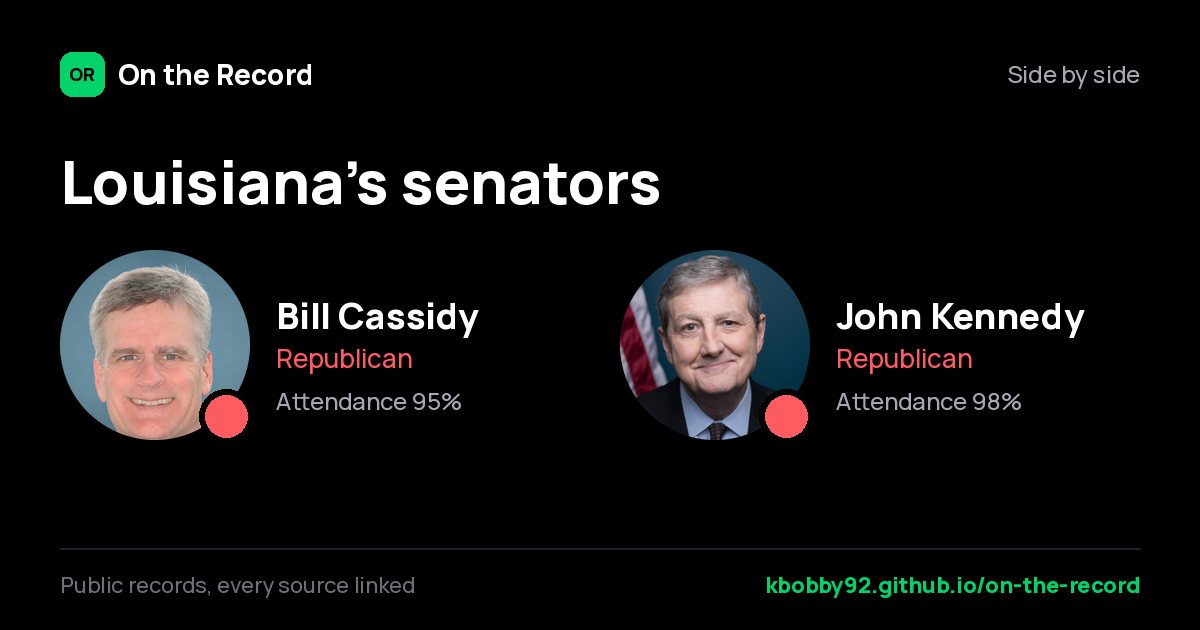 OR On the Record
Side by side
Louisiana’s senators
Bill Cassidy
Republican
Attendance 95%
John Kennedy
Republican
Attendance 98%
Public records, every source linked
kbobby92.github.io/on-the-record